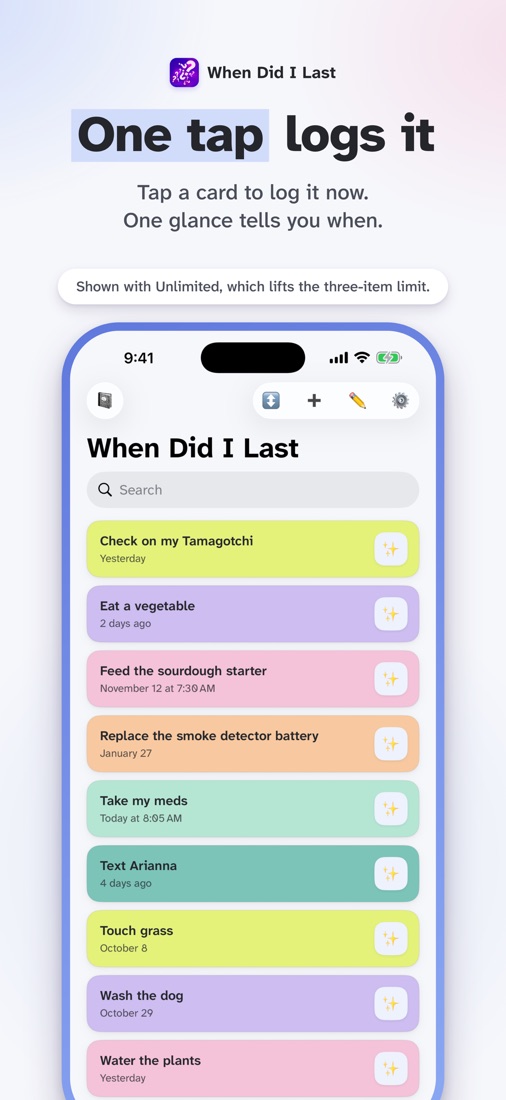 When Did I Last
One tap logs it
Tap a card to log it now.
One glance tells you when.
Shown with Unlimited, which lifts the three-item limit.
9:41
When Did I Last
Search
Check on my Tamagotchi
Yesterday
Eat a vegetable
2 days ago
Feed the sourdough starter
November 12 at 7:30 AM
Replace the smoke detector battery
January 27
Take my meds
Today at 8:05 AM
Text Arianna
4 days ago
Touch grass
October 8
Wash the dog
October 29
Water the plants
Yesterday